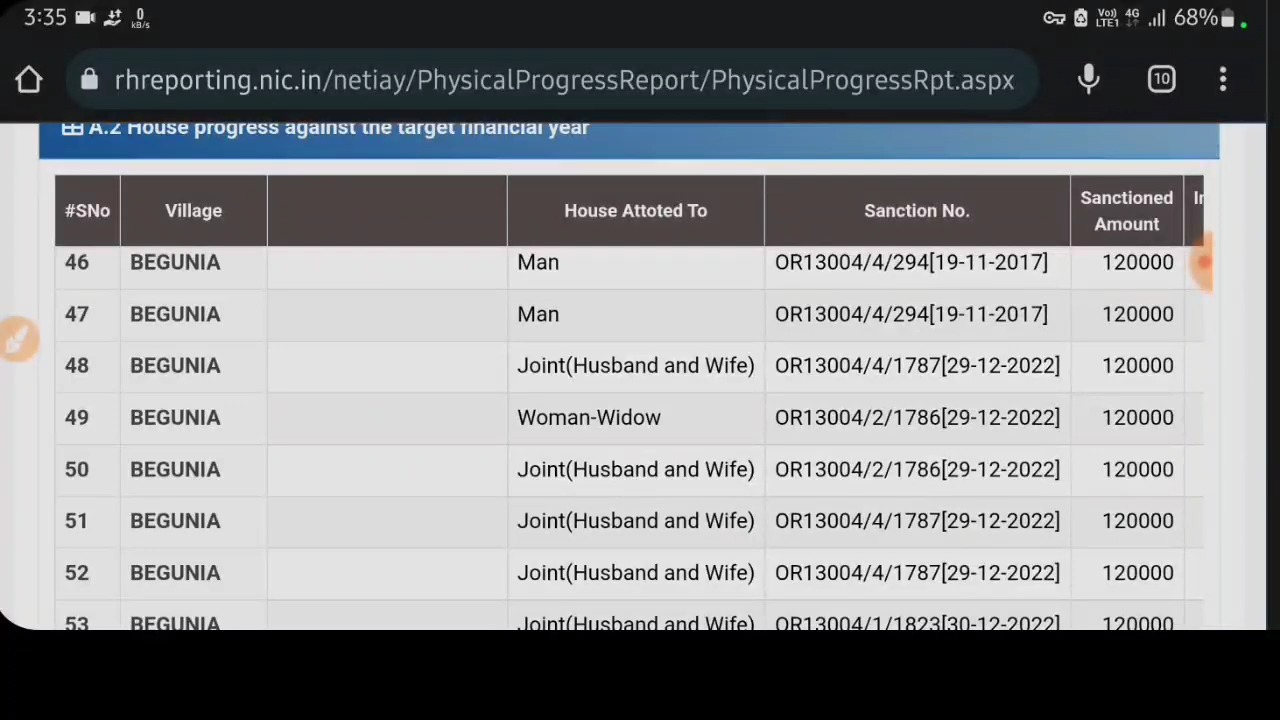 3:35 0 kB/s Vo) LTE1 4G 68%
rhreporting.nic.in/netiay/PhysicalProgressReport/PhysicalProgressRpt.aspx 10
A.2 House progress against the target financial year
#SNo Village House Attoted To Sanction No. Sanctioned Amount
46 BEGUNIA Man OR13004/4/294[19-11-2017] 120000
47 BEGUNIA Man OR13004/4/294[19-11-2017] 120000
48 BEGUNIA Joint(Husband and Wife) OR13004/4/1787[29-12-2022] 120000
49 BEGUNIA Woman-Widow OR13004/2/1786[29-12-2022] 120000
50 BEGUNIA Joint(Husband and Wife) OR13004/2/1786[29-12-2022] 120000
51 BEGUNIA Joint(Husband and Wife) OR13004/4/1787[29-12-2022] 120000
52 BEGUNIA Joint(Husband and Wife) OR13004/4/1787[29-12-2022] 120000
53 BEGUNIA Joint(Husband and Wife) OR13004/1/1823[30-12-2022] 120000